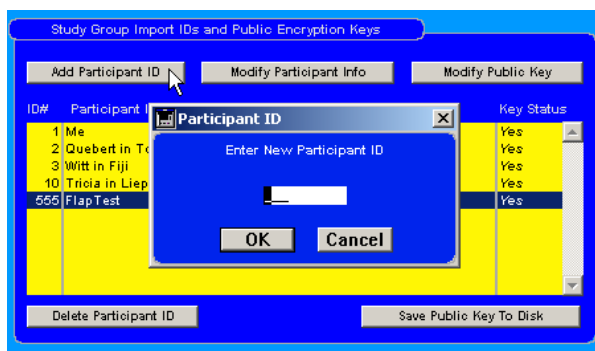 Study Group Import IDs and Public Encryption Keys
Add Participant ID Modify Participant Info Modify Public Key
ID# Participant Key Status
Participant ID
1 Me Yes
2 Quebert in Yes
Enter New Participant ID
3 Witt in Fiji Yes
10 Tricia in Yes
555 FlapTest Yes
OK Cancel
Delete Participant ID Save Public Key To Disk